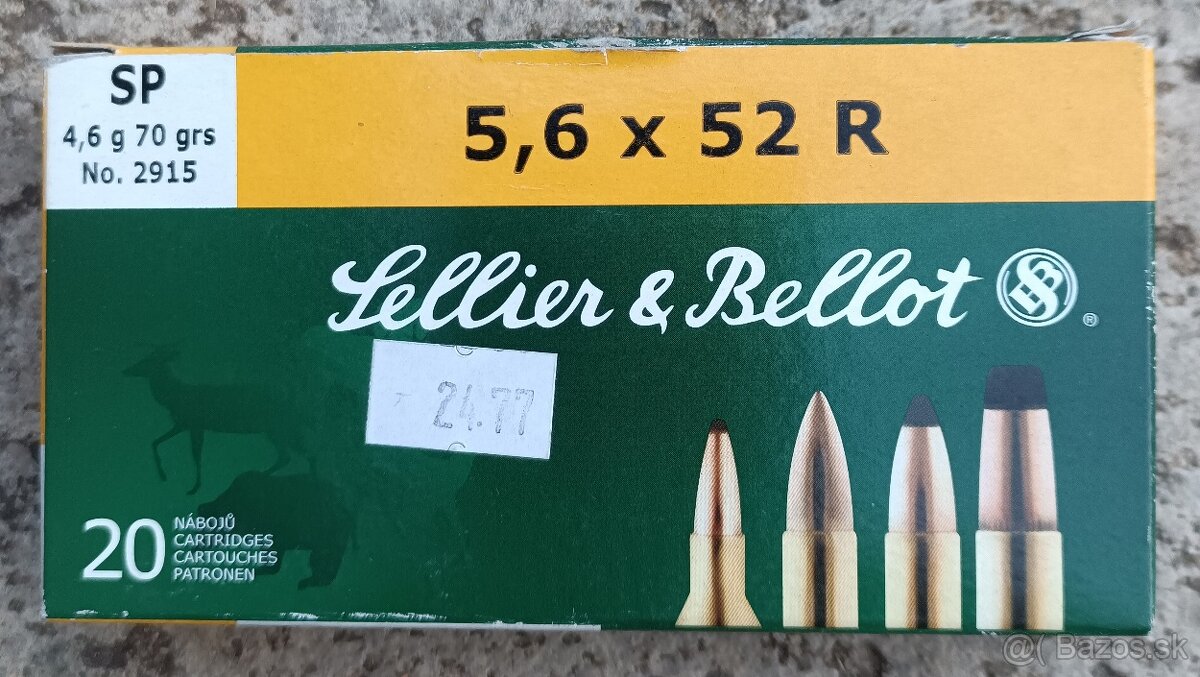 SP
4,6 g 70 grs
No. 2915
5,6 x 52 R
Sellier & Bellot
SB
®
- 24.77
20
NÁBOJŮ
CARTRIDGES
CARTOUCHES
PATRONEN
@( Bazos.sk